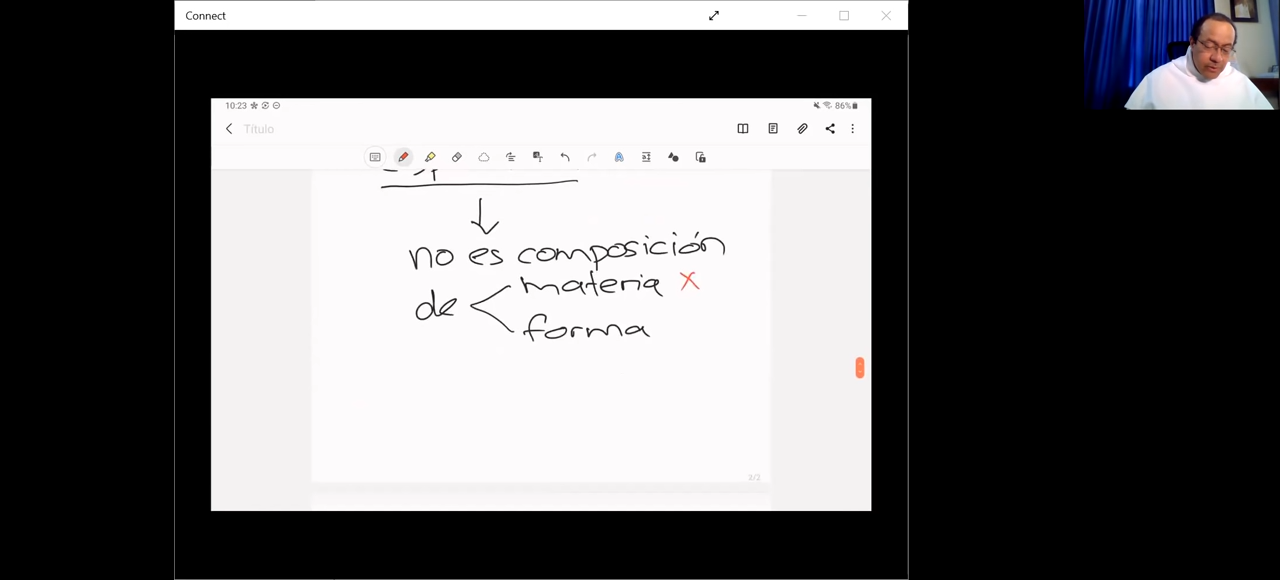 Connect
10:23
86%
Título
no es composición
materia x
de
forma
2/2